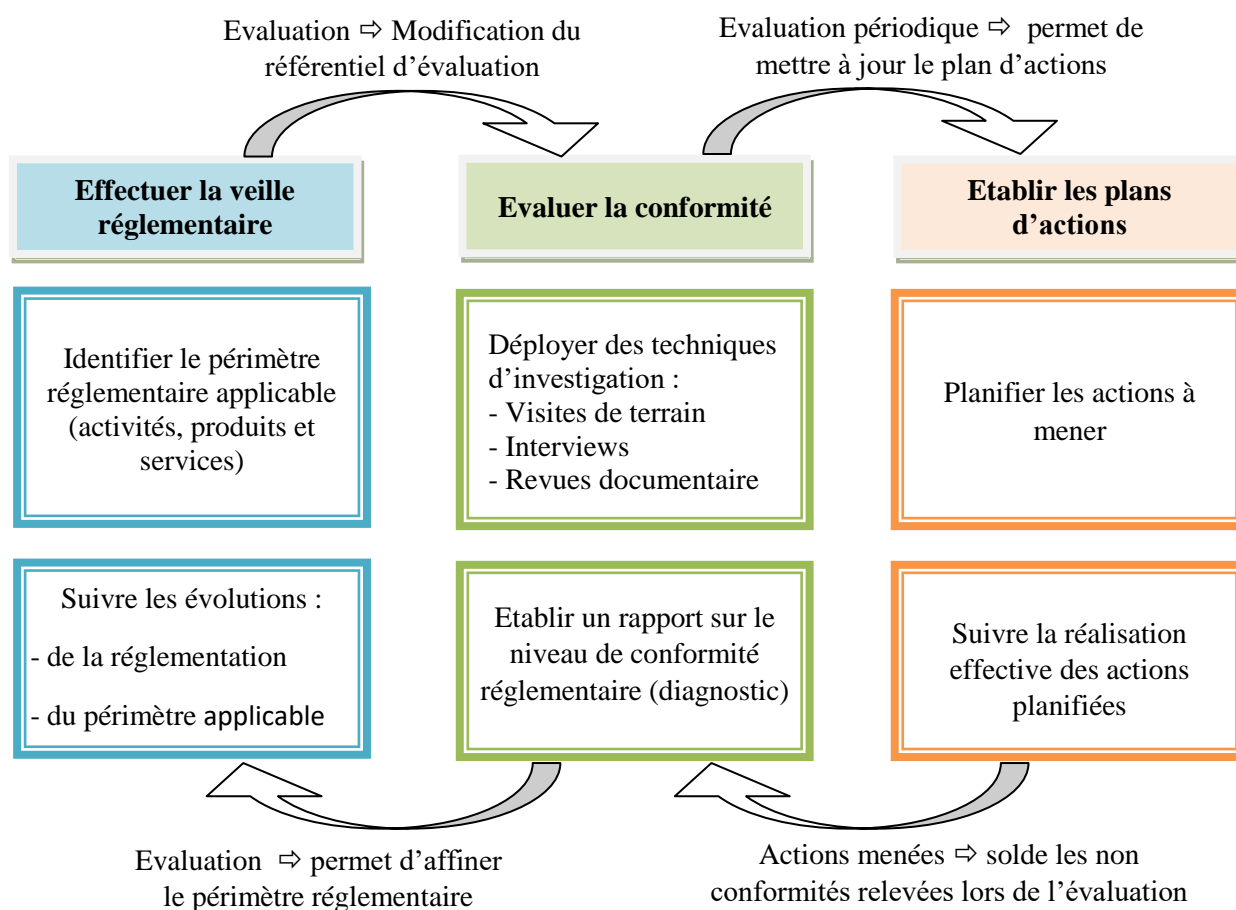 Evaluation ⇨ Modification du
référentiel d’évaluation
Evaluation périodique ⇨ permet de
mettre à jour le plan d’actions
Effectuer la veille
réglementaire
Evaluer la conformité
Etablir les plans
d’actions
Identifier le périmètre
réglementaire applicable
(activités, produits et
services)
Déployer des techniques
d’investigation :
- Visites de terrain
- Interviews
- Revues documentaire
Planifier les actions à
mener
Suivre les évolutions :
- de la réglementation
- du périmètre applicable
Etablir un rapport sur le
niveau de conformité
réglementaire (diagnostic)
Suivre la réalisation
effective des actions
planifiées
Evaluation ⇨ permet d’affiner
le périmètre réglementaire
Actions menées ⇨ solde les non
conformités relevées lors de l’évaluation